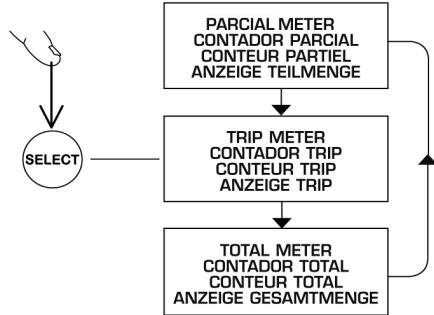 PARCIAL METER
CONTADOR PARCIAL
CONTEUR PARTIEL
ANZEIGE TEILMENGE
SELECT
TRIP METER
CONTADOR TRIP
CONTEUR TRIP
ANZEIGE TRIP
TOTAL METER
CONTADOR TOTAL
CONTEUR TOTAL
ANZEIGE GESAMTMENGE